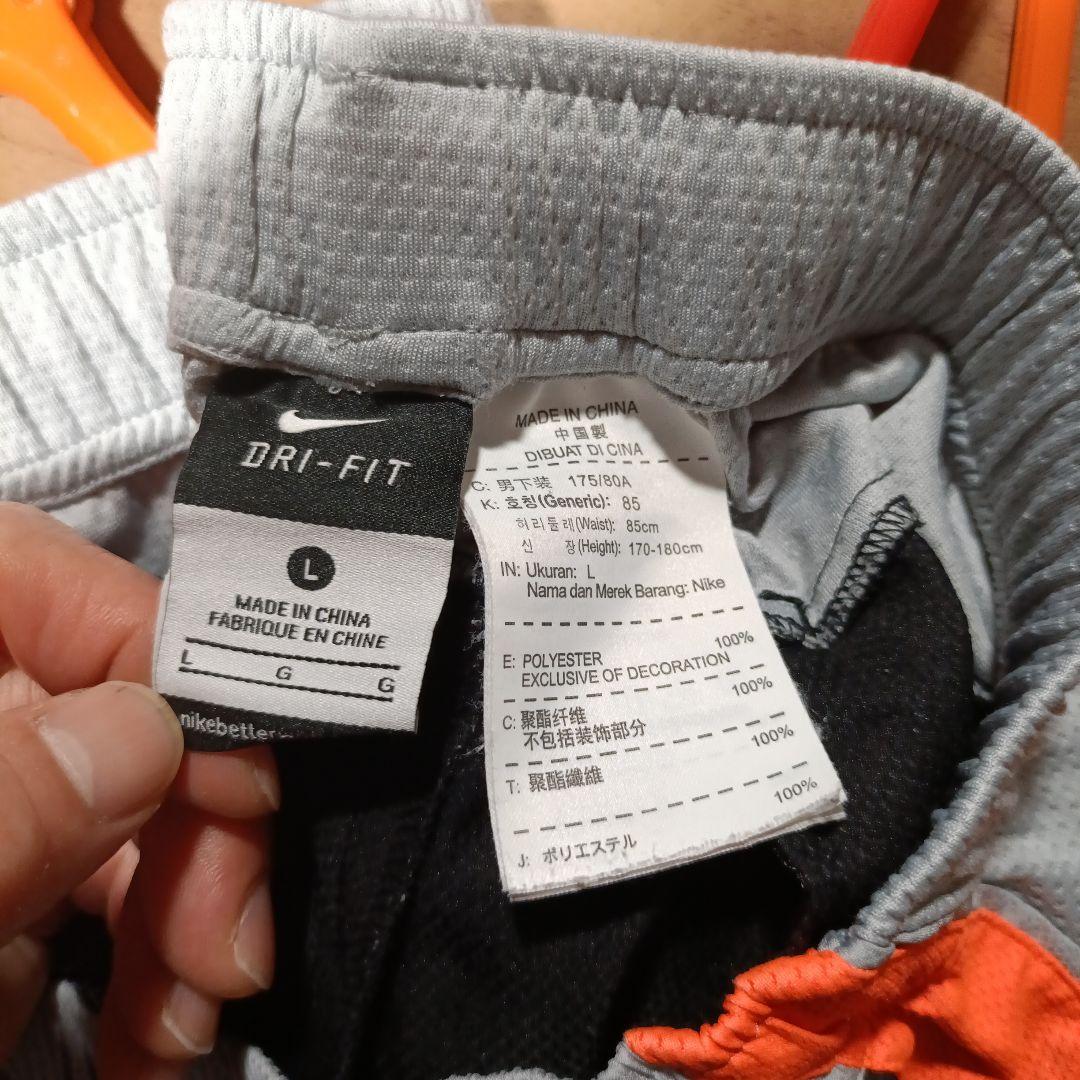 DRI-FIT
L
MADE IN CHINA
FABRIQUE EN CHINE
L G G
nikebetter
MADE IN CHINA
中国製
DIBUAT DI CINA
C: 男下装 175/80A
K: 호칭(Generic): 85
허리둘레(Waist): 85cm
신 장(Height): 170-180cm
IN: Ukuran: L
Nama dan Merek Barang: Nike
100%
E: POLYESTER
EXCLUSIVE OF DECORATION
100%
C: 聚酯纤维
不包括装饰部分
100%
T: 聚酯纖維
100%
J: ポリエステル